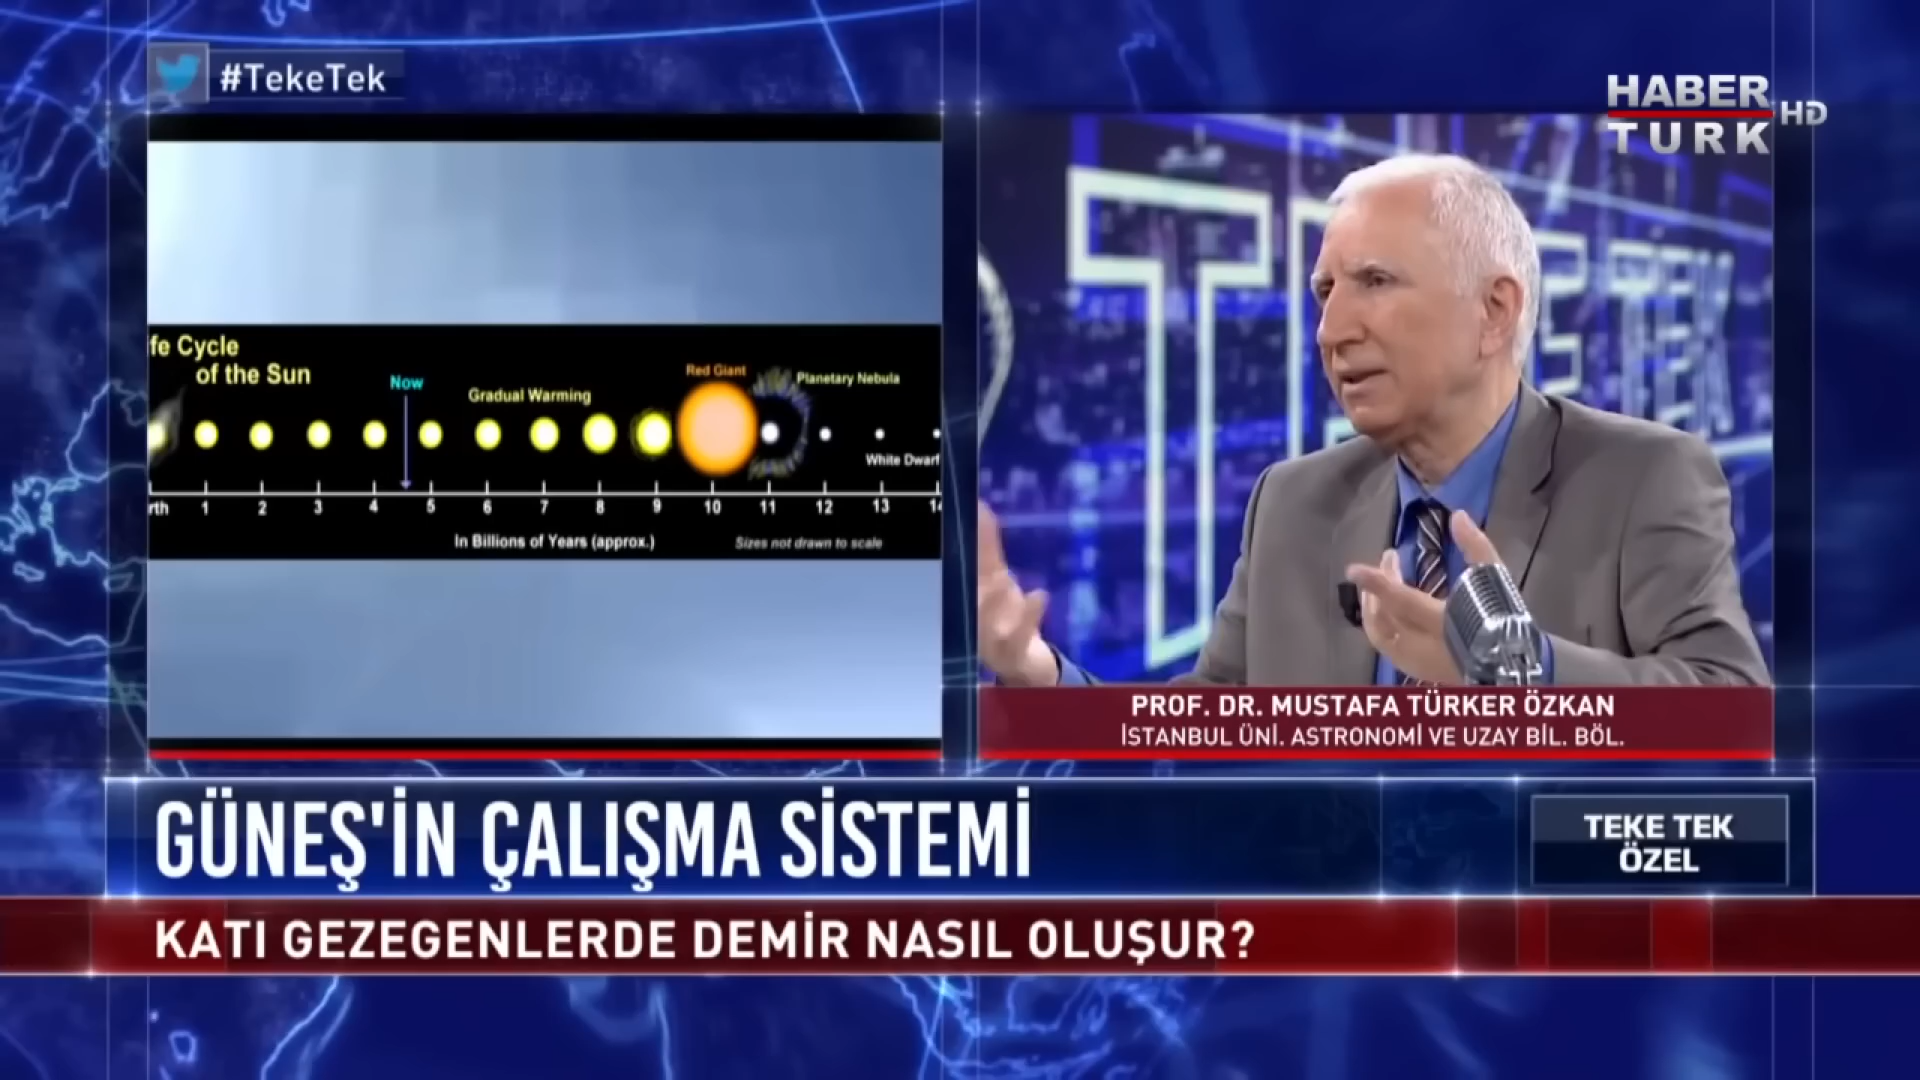 #TekeTek
HABER
TURK HD
fe Cycle
of the Sun
Now
Gradual Warming
Red Giant
Planetary Nebula
White Dwarf
rth 1 2 3 4 5 6 7 8 9 10 11 12 13 14
In Billions of Years (approx.)
Sizes not drawn to scale
TEKE TEK
PROF. DR. MUSTAFA TÜRKER ÖZKAN
İSTANBUL ÜNİ. ASTRONOMİ VE UZAY BİL. BÖL.
GÜNEŞ'İN ÇALIŞMA SİSTEMİ
TEKE TEK
ÖZEL
KATI GEZEGENLERDE DEMİR NASIL OLUŞUR?